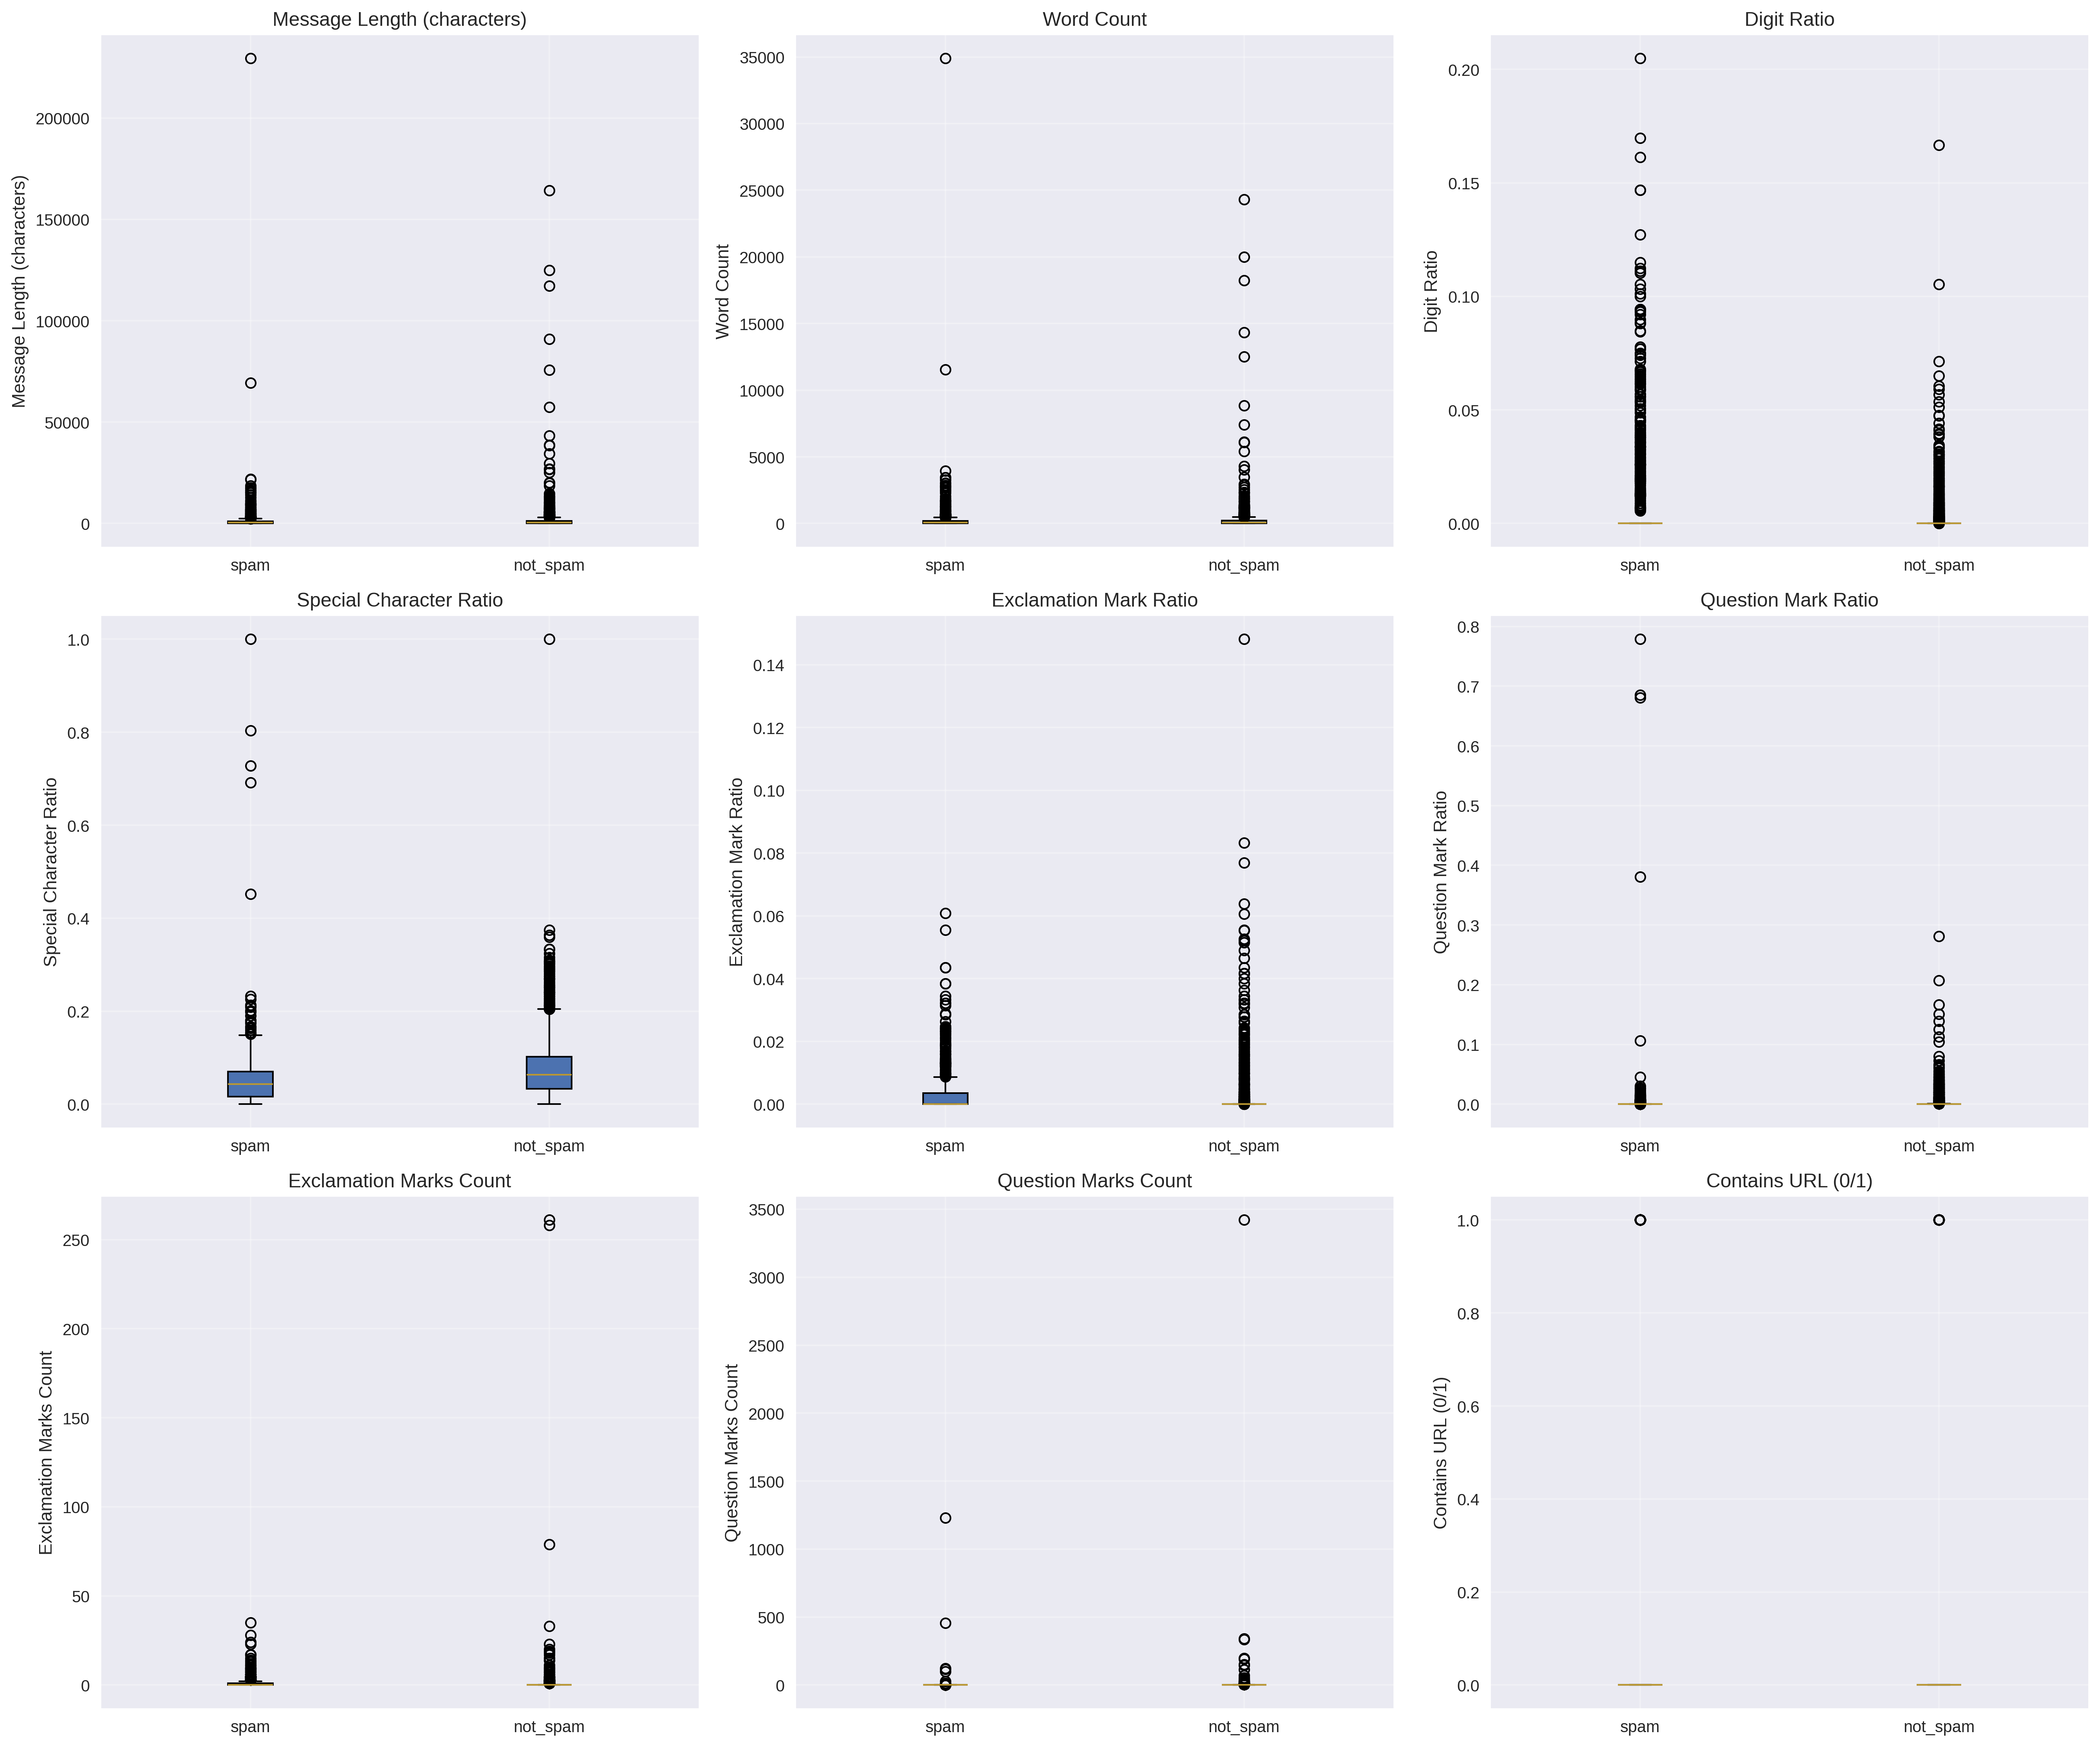 Message Length (characters)
Message Length (characters)
200000
150000
100000
50000
0
spam
not_spam
Word Count
Word Count
35000
30000
25000
20000
15000
10000
5000
0
spam
not_spam
Digit Ratio
Digit Ratio
0.20
0.15
0.10
0.05
0.00
spam
not_spam
Special Character Ratio
Special Character Ratio
1.0
0.8
0.6
0.4
0.2
0.0
spam
not_spam
Exclamation Mark Ratio
Exclamation Mark Ratio
0.14
0.12
0.10
0.08
0.06
0.04
0.02
0.00
spam
not_spam
Question Mark Ratio
Question Mark Ratio
0.8
0.7
0.6
0.5
0.4
0.3
0.2
0.1
0.0
spam
not_spam
Exclamation Marks Count
Exclamation Marks Count
250
200
150
100
50
0
spam
not_spam
Question Marks Count
Question Marks Count
3500
3000
2500
2000
1500
1000
500
0
spam
not_spam
Contains URL (0/1)
Contains URL (0/1)
1.0
0.8
0.6
0.4
0.2
0.0
spam
not_spam